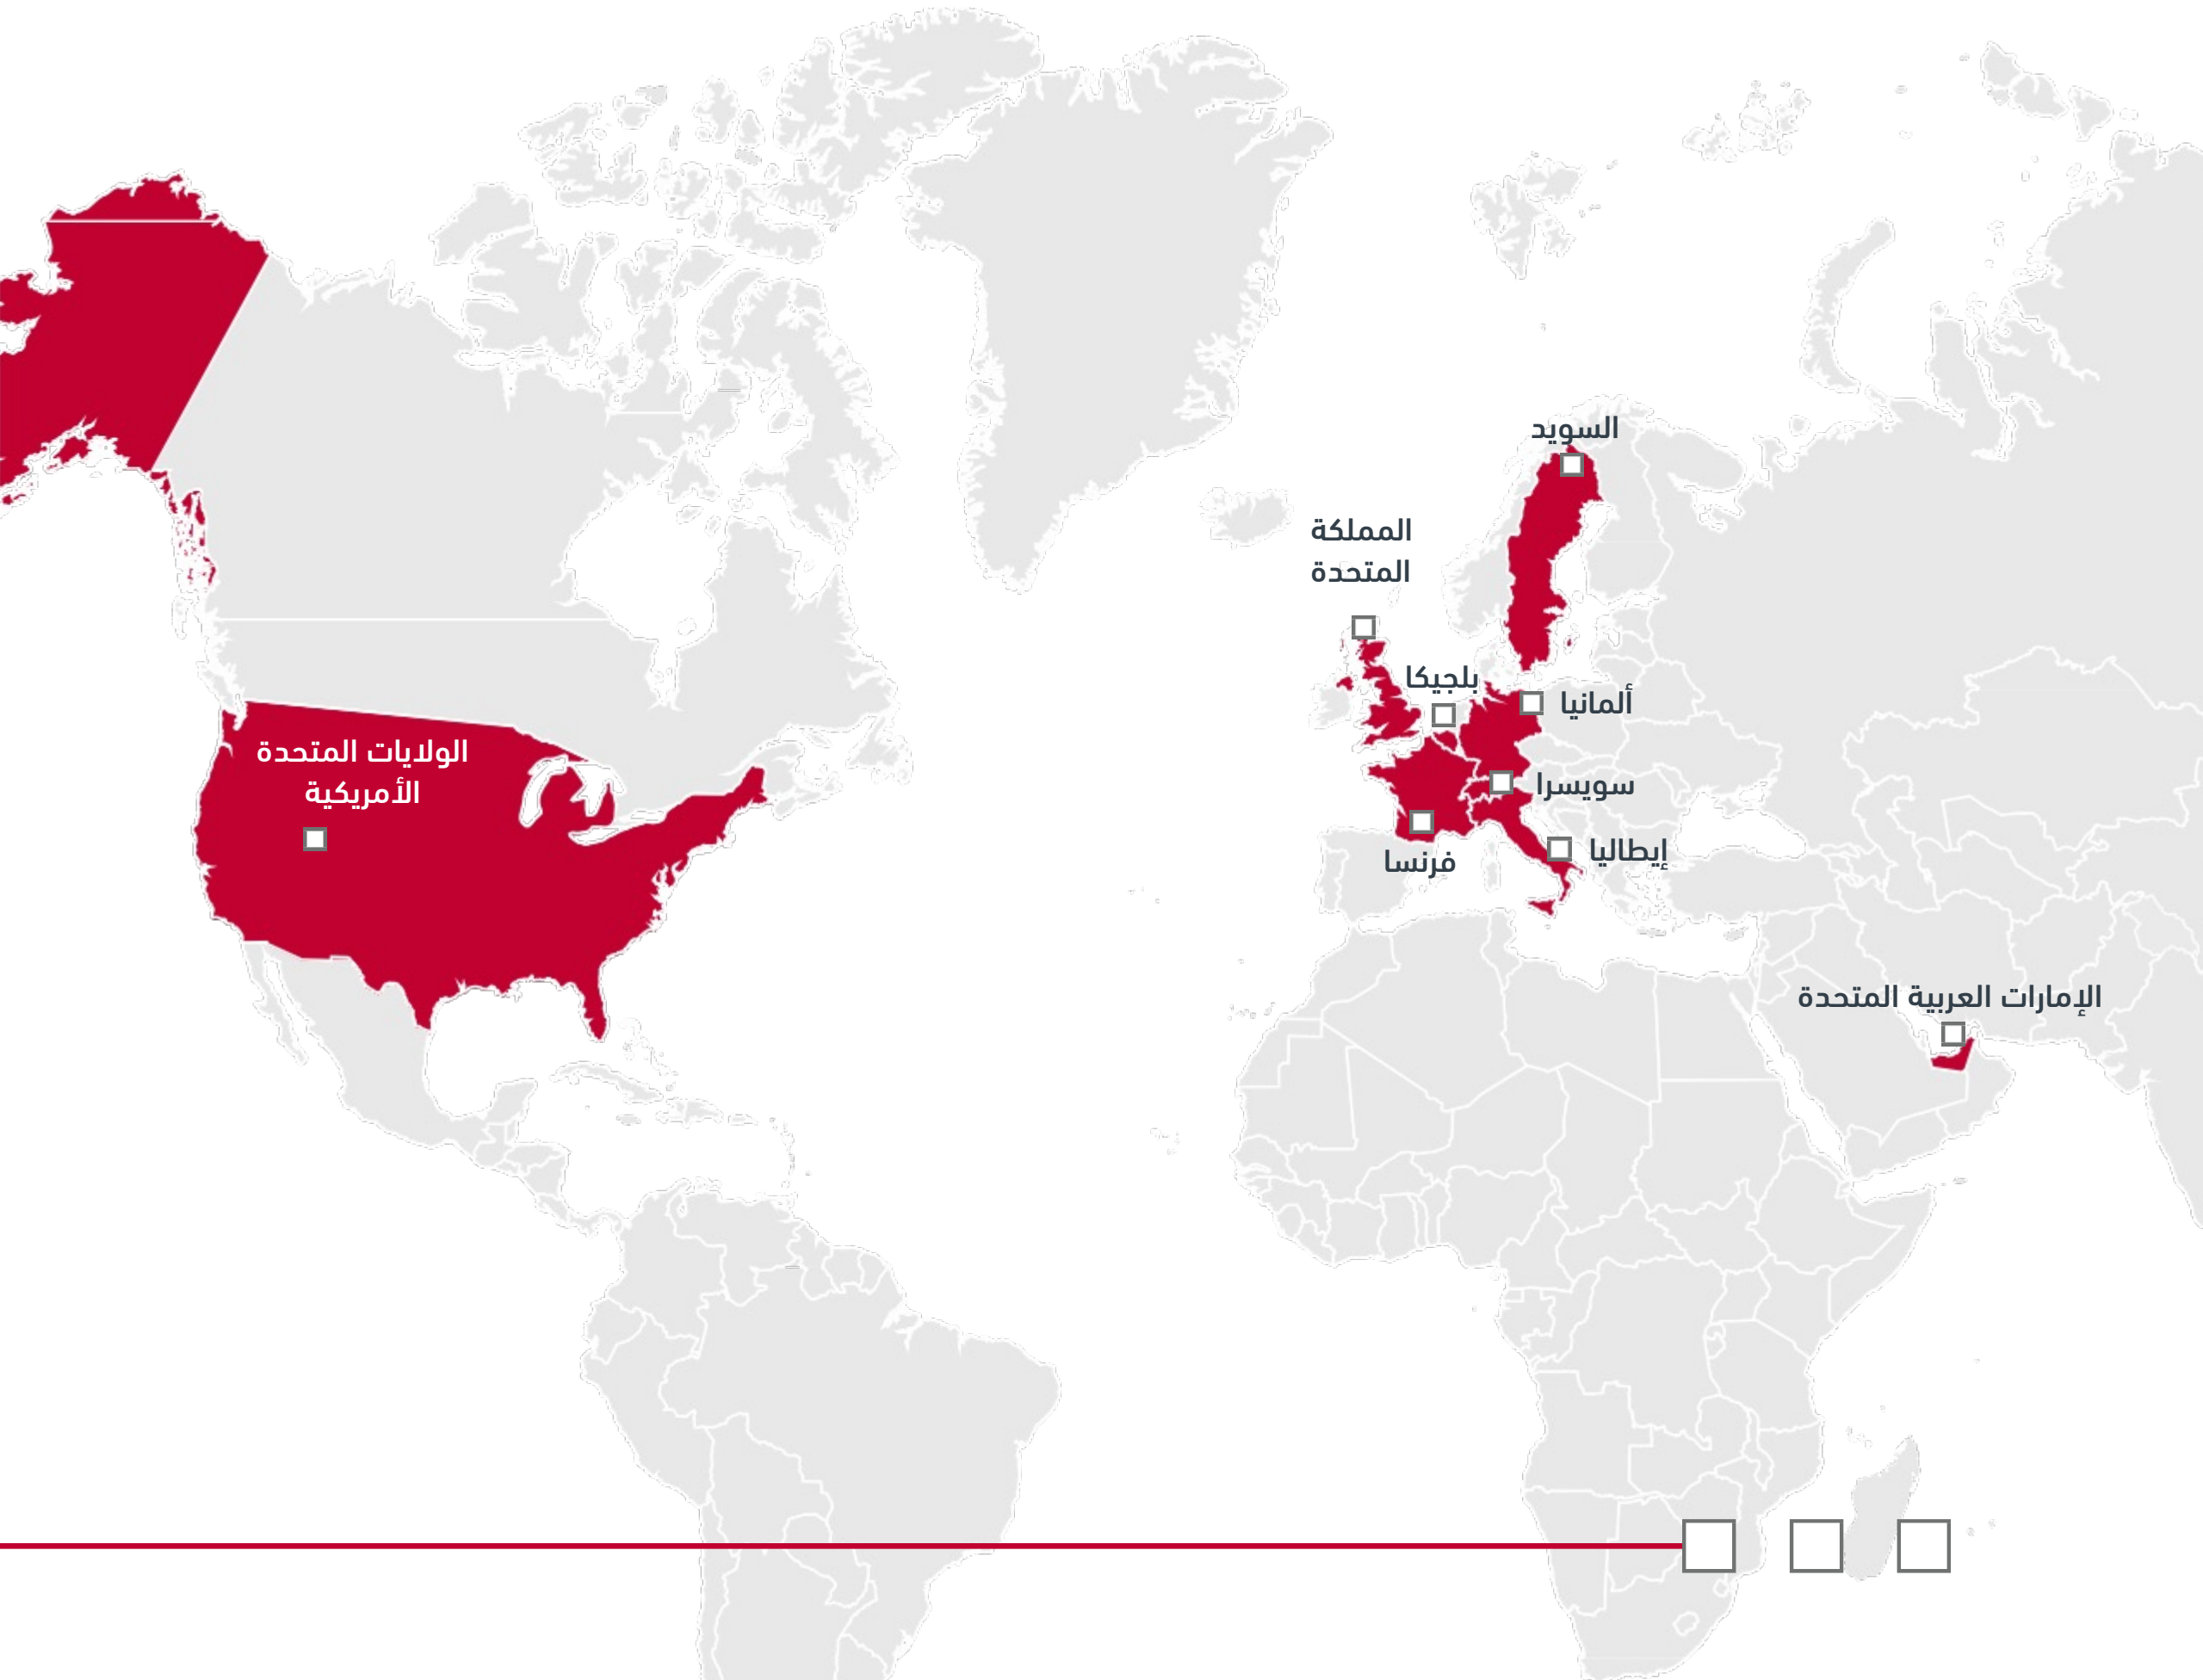 السويد
المملكة
المتحدة
بلجيكا
ألمانيا
الولايات المتحدة
الأمريكية
سويسرا
إيطاليا
فرنسا
الإمارات العربية المتحدة